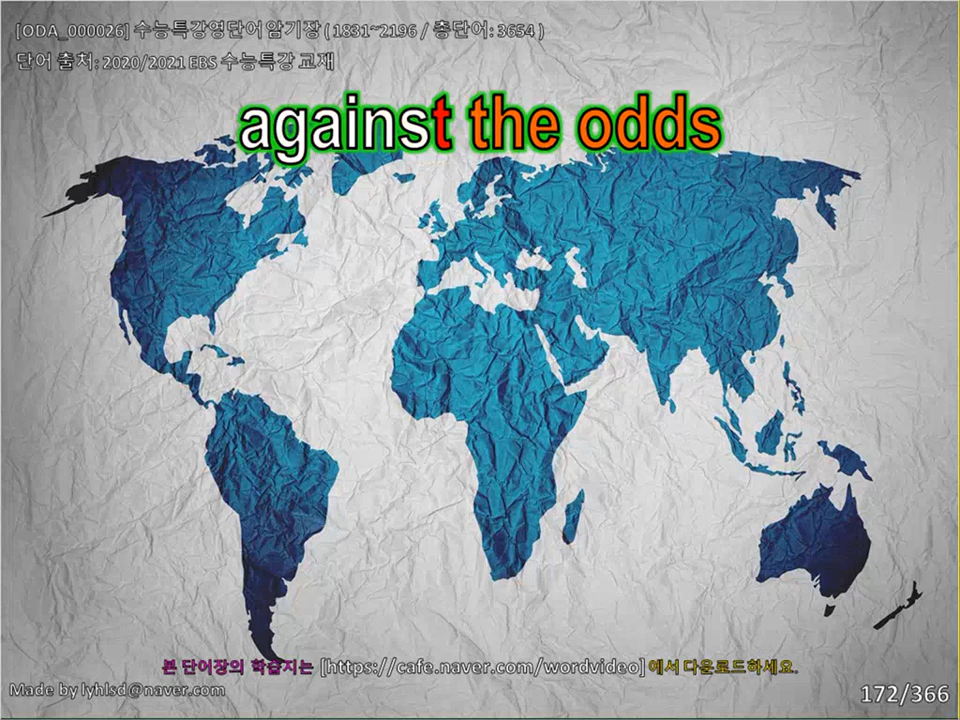 [ODA_000026] 수능특강영단어 암기장 ( 1831~2196 / 총단어: 3654 )
단어 출처: 2020/2021 EBS 수능특강 교재
against the odds
본 단어장의 학습지는 [https://cafe.naver.com/wordvideo] 에서 다운로드하세요.
Made by lyhlsd@naver.com
172/366